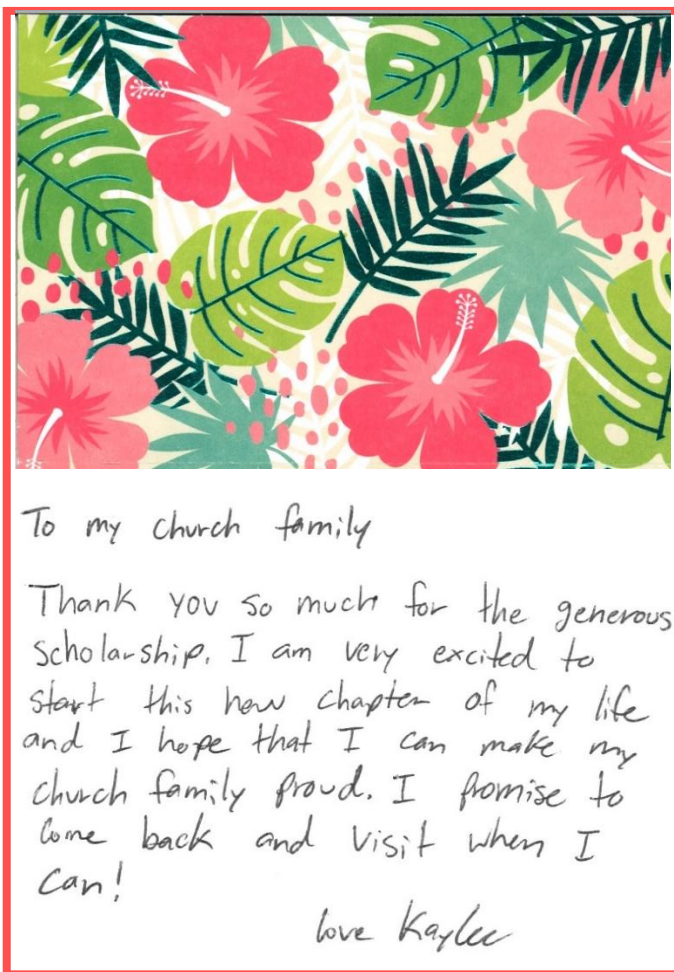 To my church family
Thank you so much for the generous
scholarship. I am very excited to
start this new chapter of my life
and I hope that I can make my
church family proud. I promise to
come back and visit when I
can!
love Kaylee